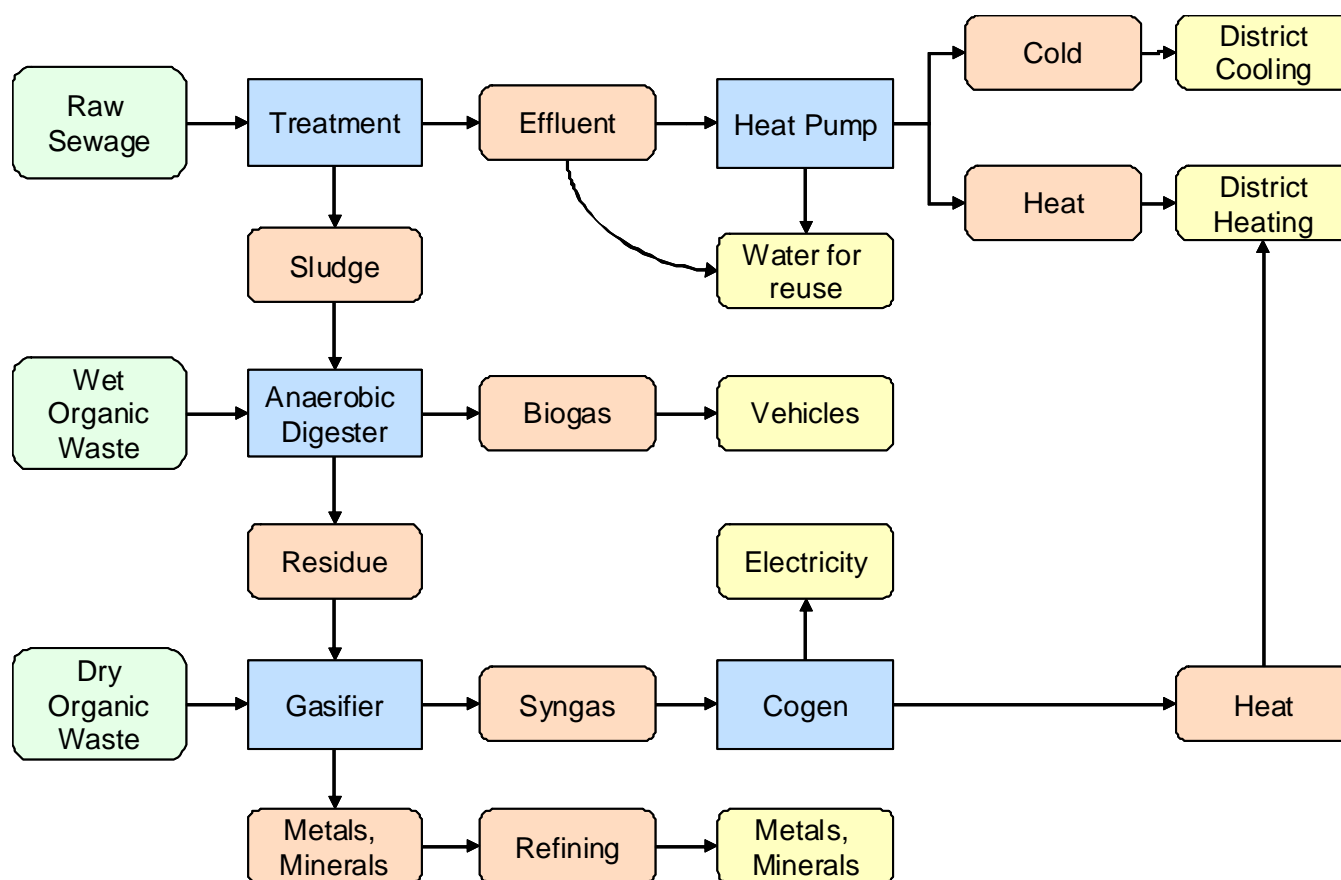 Raw
Sewage
Treatment
Effluent
Heat Pump
Cold
District
Cooling
Heat
District
Heating
Sludge
Water for
reuse
Wet
Organic
Waste
Anaerobic
Digester
Biogas
Vehicles
Residue
Electricity
Dry
Organic
Waste
Gasifier
Syngas
Cogen
Heat
Metals,
Minerals
Refining
Metals,
Minerals